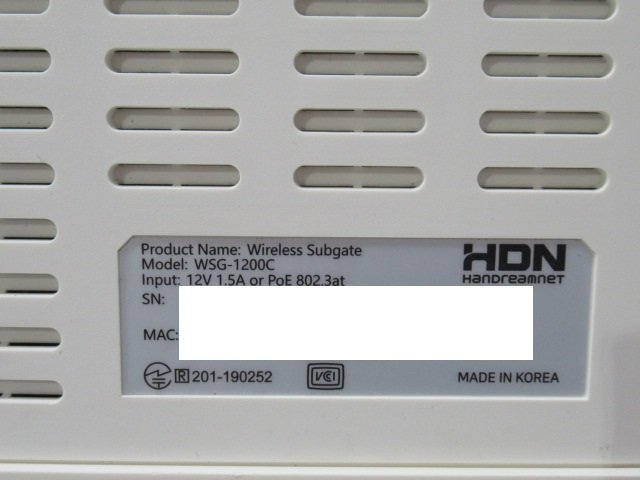 Product Name: Wireless Subgate
Model: WSG-1200C
Input: 12V 1.5A or PoE 802.3at
SN:
MAC:
HDN
HANDREAMNET
R 201-190252
VCI
MADE IN KOREA